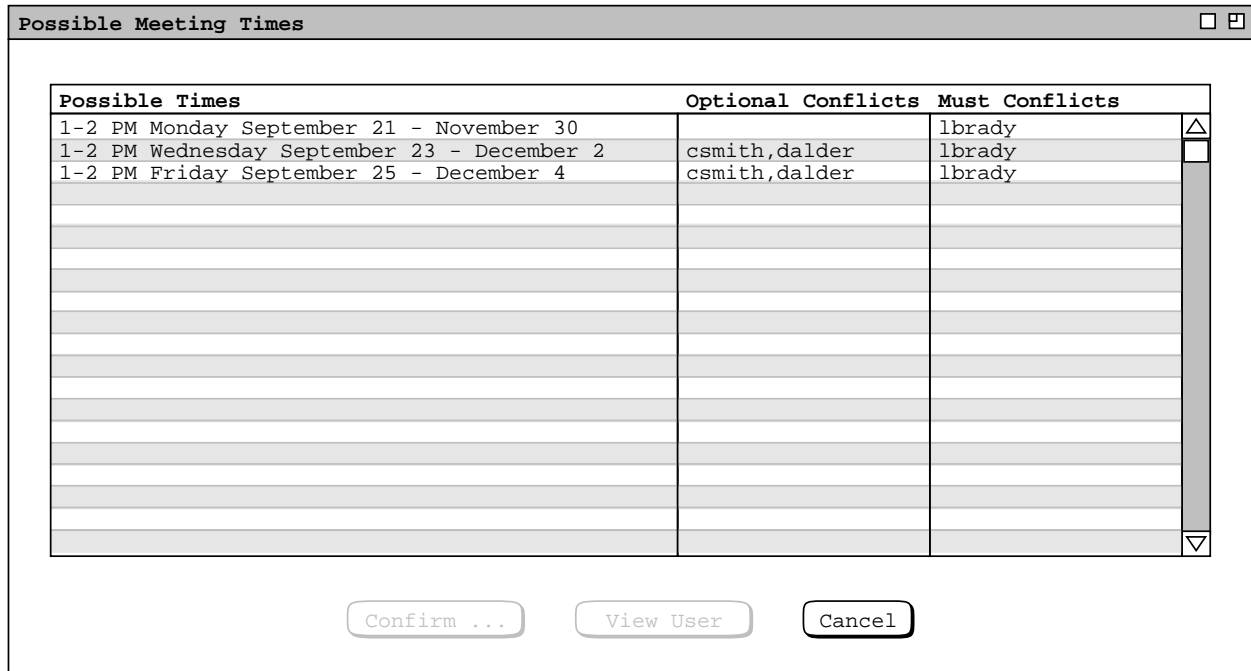 Possible Meeting Times
Possible Times Optional Conflicts Must Conflicts
1-2 PM Monday September 21 - November 30 lbrady
1-2 PM Wednesday September 23 - December 2 csmith,dalder lbrady
1-2 PM Friday September 25 - December 4 csmith,dalder lbrady
Confirm ... View User Cancel